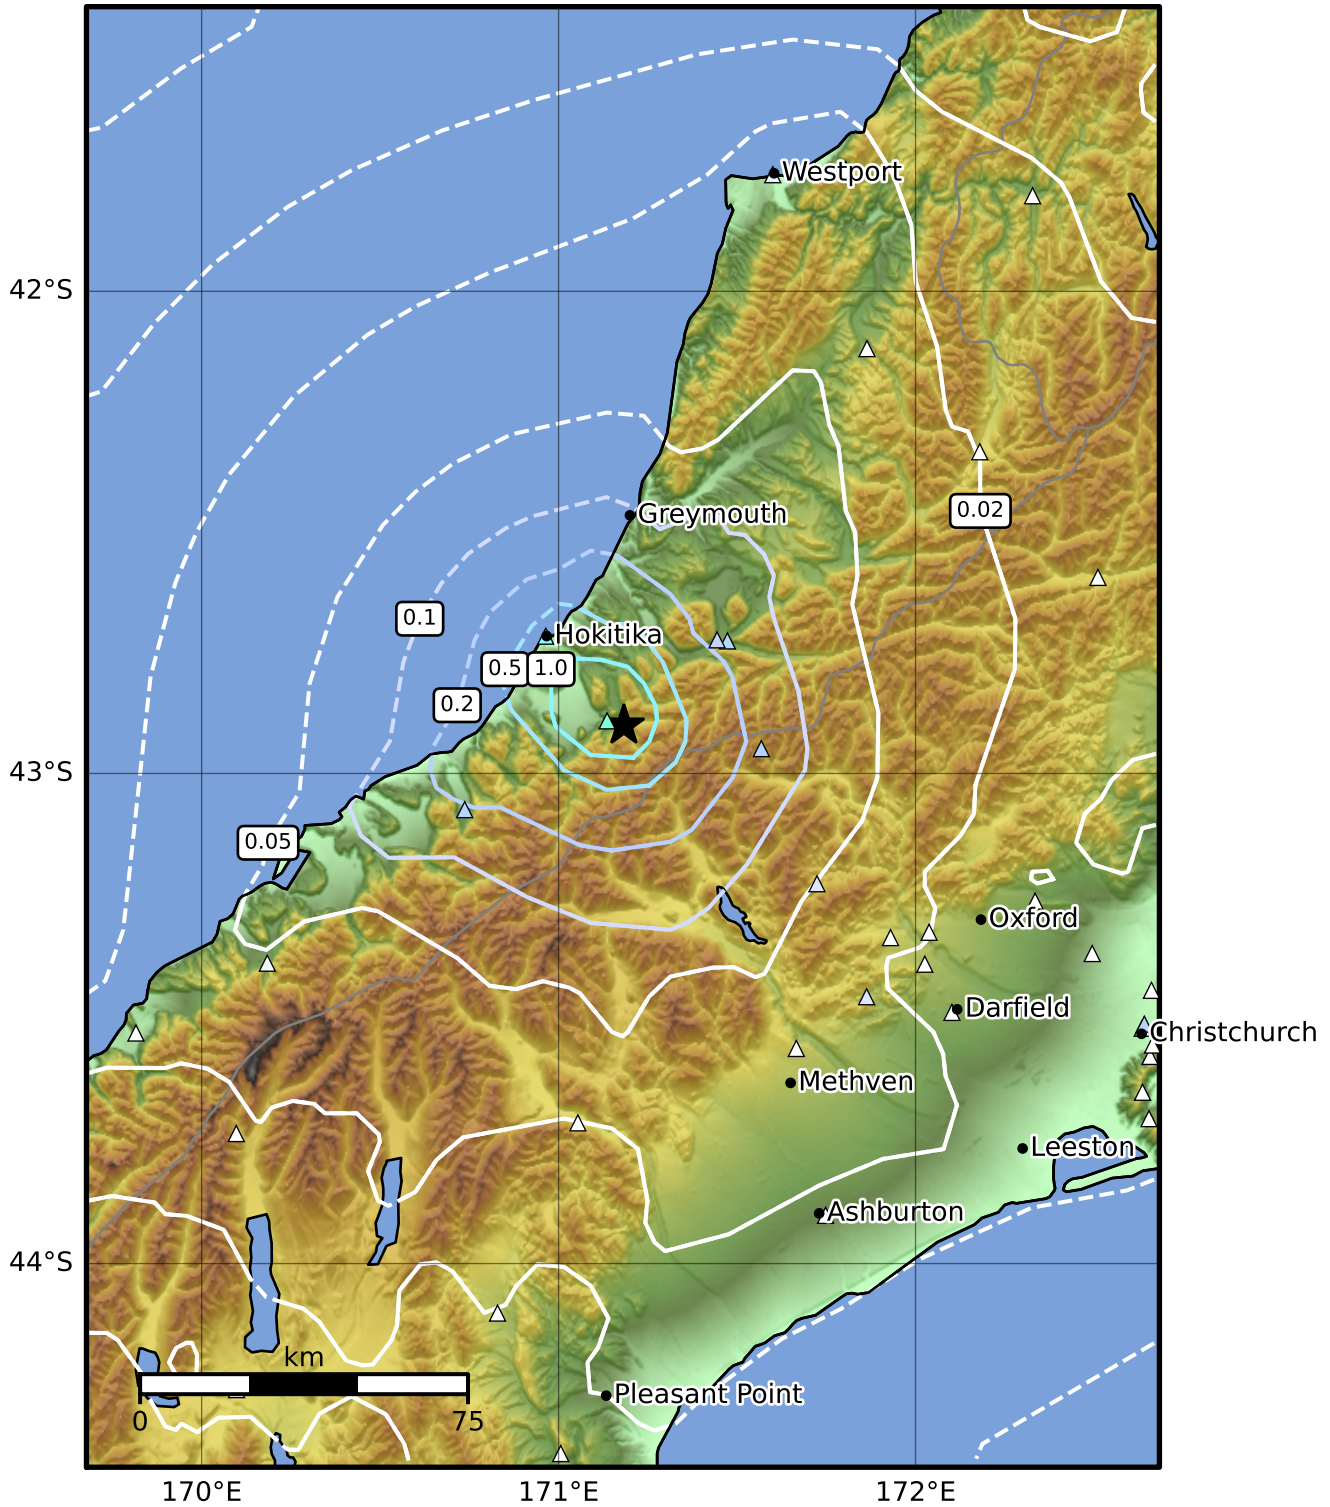 Westport
42°S
0.02
Greymouth
0.1
Hokitika
0.5
1.0
0.2
43°S
0.05
Oxford
Darfield
Christchurch
Methven
Leeston
Ashburton
44°S
km
0
75
Pleasant Point
170°E
171°E
172°E